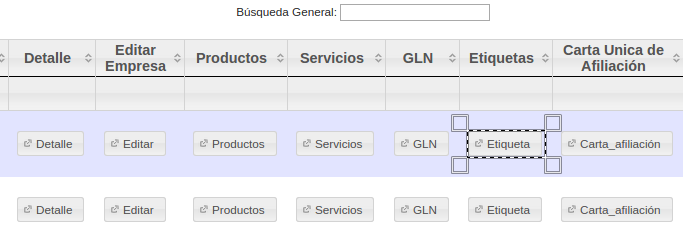 Búsqueda General:
Detalle Editar Empresa Productos Servicios GLN Etiquetas Carta Unica de Afiliación
Detalle Editar Productos Servicios GLN Etiqueta Carta_afiliación
Detalle Editar Productos Servicios GLN Etiqueta Carta_afiliación